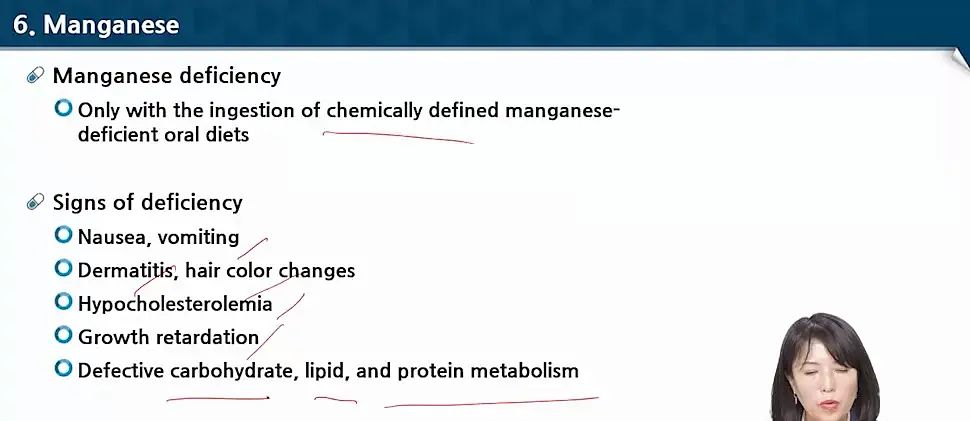 6. Manganese
Manganese deficiency
Only with the ingestion of chemically defined manganese-
deficient oral diets
Signs of deficiency
Nausea, vomiting
Dermatitis, hair color changes
Hypocholesterolemia
Growth retardation
Defective carbohydrate, lipid, and protein metabolism